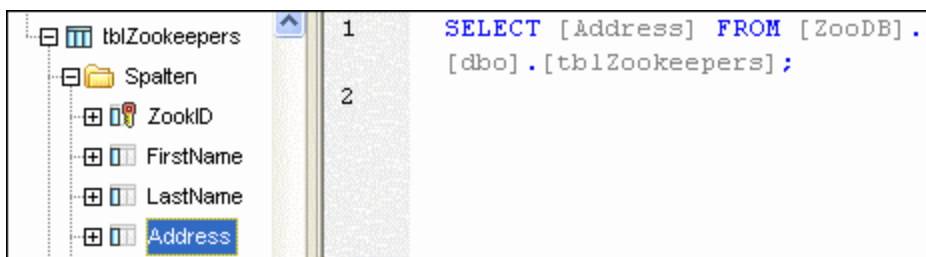 tblZookeepers
Spalten
ZookID
FirstName
LastName
Address
1 SELECT [Address] FROM [ZooDB].
[dbo].[tblZookeepers];
2